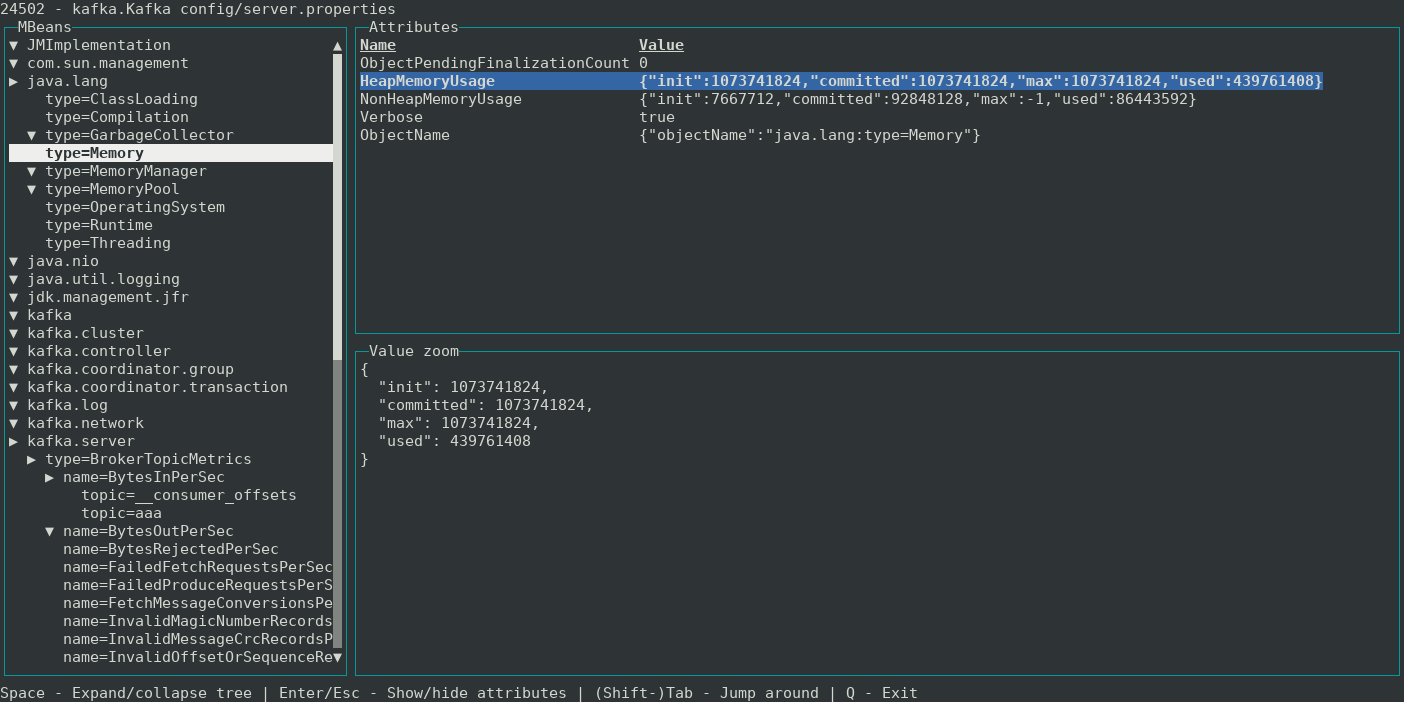 24502 - kafka.Kafka config/server.properties
MBeans
▼ JMImplementation
▼ com.sun.management
▶ java.lang
type=ClassLoading
type=Compilation
▼ type=GarbageCollector
type=Memory
▼ type=MemoryManager
▼ type=MemoryPool
type=OperatingSystem
type=Runtime
type=Threading
▼ java.nio
▼ java.util.logging
▼ jdk.management.jfr
▼ kafka
▼ kafka.cluster
▼ kafka.controller
▼ kafka.coordinator.group
▼ kafka.coordinator.transaction
▼ kafka.log
▼ kafka.network
▶ kafka.server
▶ type=BrokerTopicMetrics
▶ name=BytesInPerSec
topic=__consumer_offsets
topic=aaa
▼ name=BytesOutPerSec
name=BytesRejectedPerSec
name=FailedFetchRequestsPerSec
name=FailedProduceRequestsPerS
name=FetchMessageConversionsPe
name=InvalidMagicNumberRecords
name=InvalidMessageCrcRecordsP
name=InvalidOffsetOrSequenceRe
Attributes
Name Value
ObjectPendingFinalizationCount 0
HeapMemoryUsage {"init":1073741824,"committed":1073741824,"max":1073741824,"used":439761408}
NonHeapMemoryUsage {"init":7667712,"committed":92848128,"max":-1,"used":86443592}
Verbose true
ObjectName {"objectName":"java.lang:type=Memory"}
Value zoom
{
"init": 1073741824,
"committed": 1073741824,
"max": 1073741824,
"used": 439761408
}
Space - Expand/collapse tree | Enter/Esc - Show/hide attributes | (Shift-)Tab - Jump around | Q - Exit